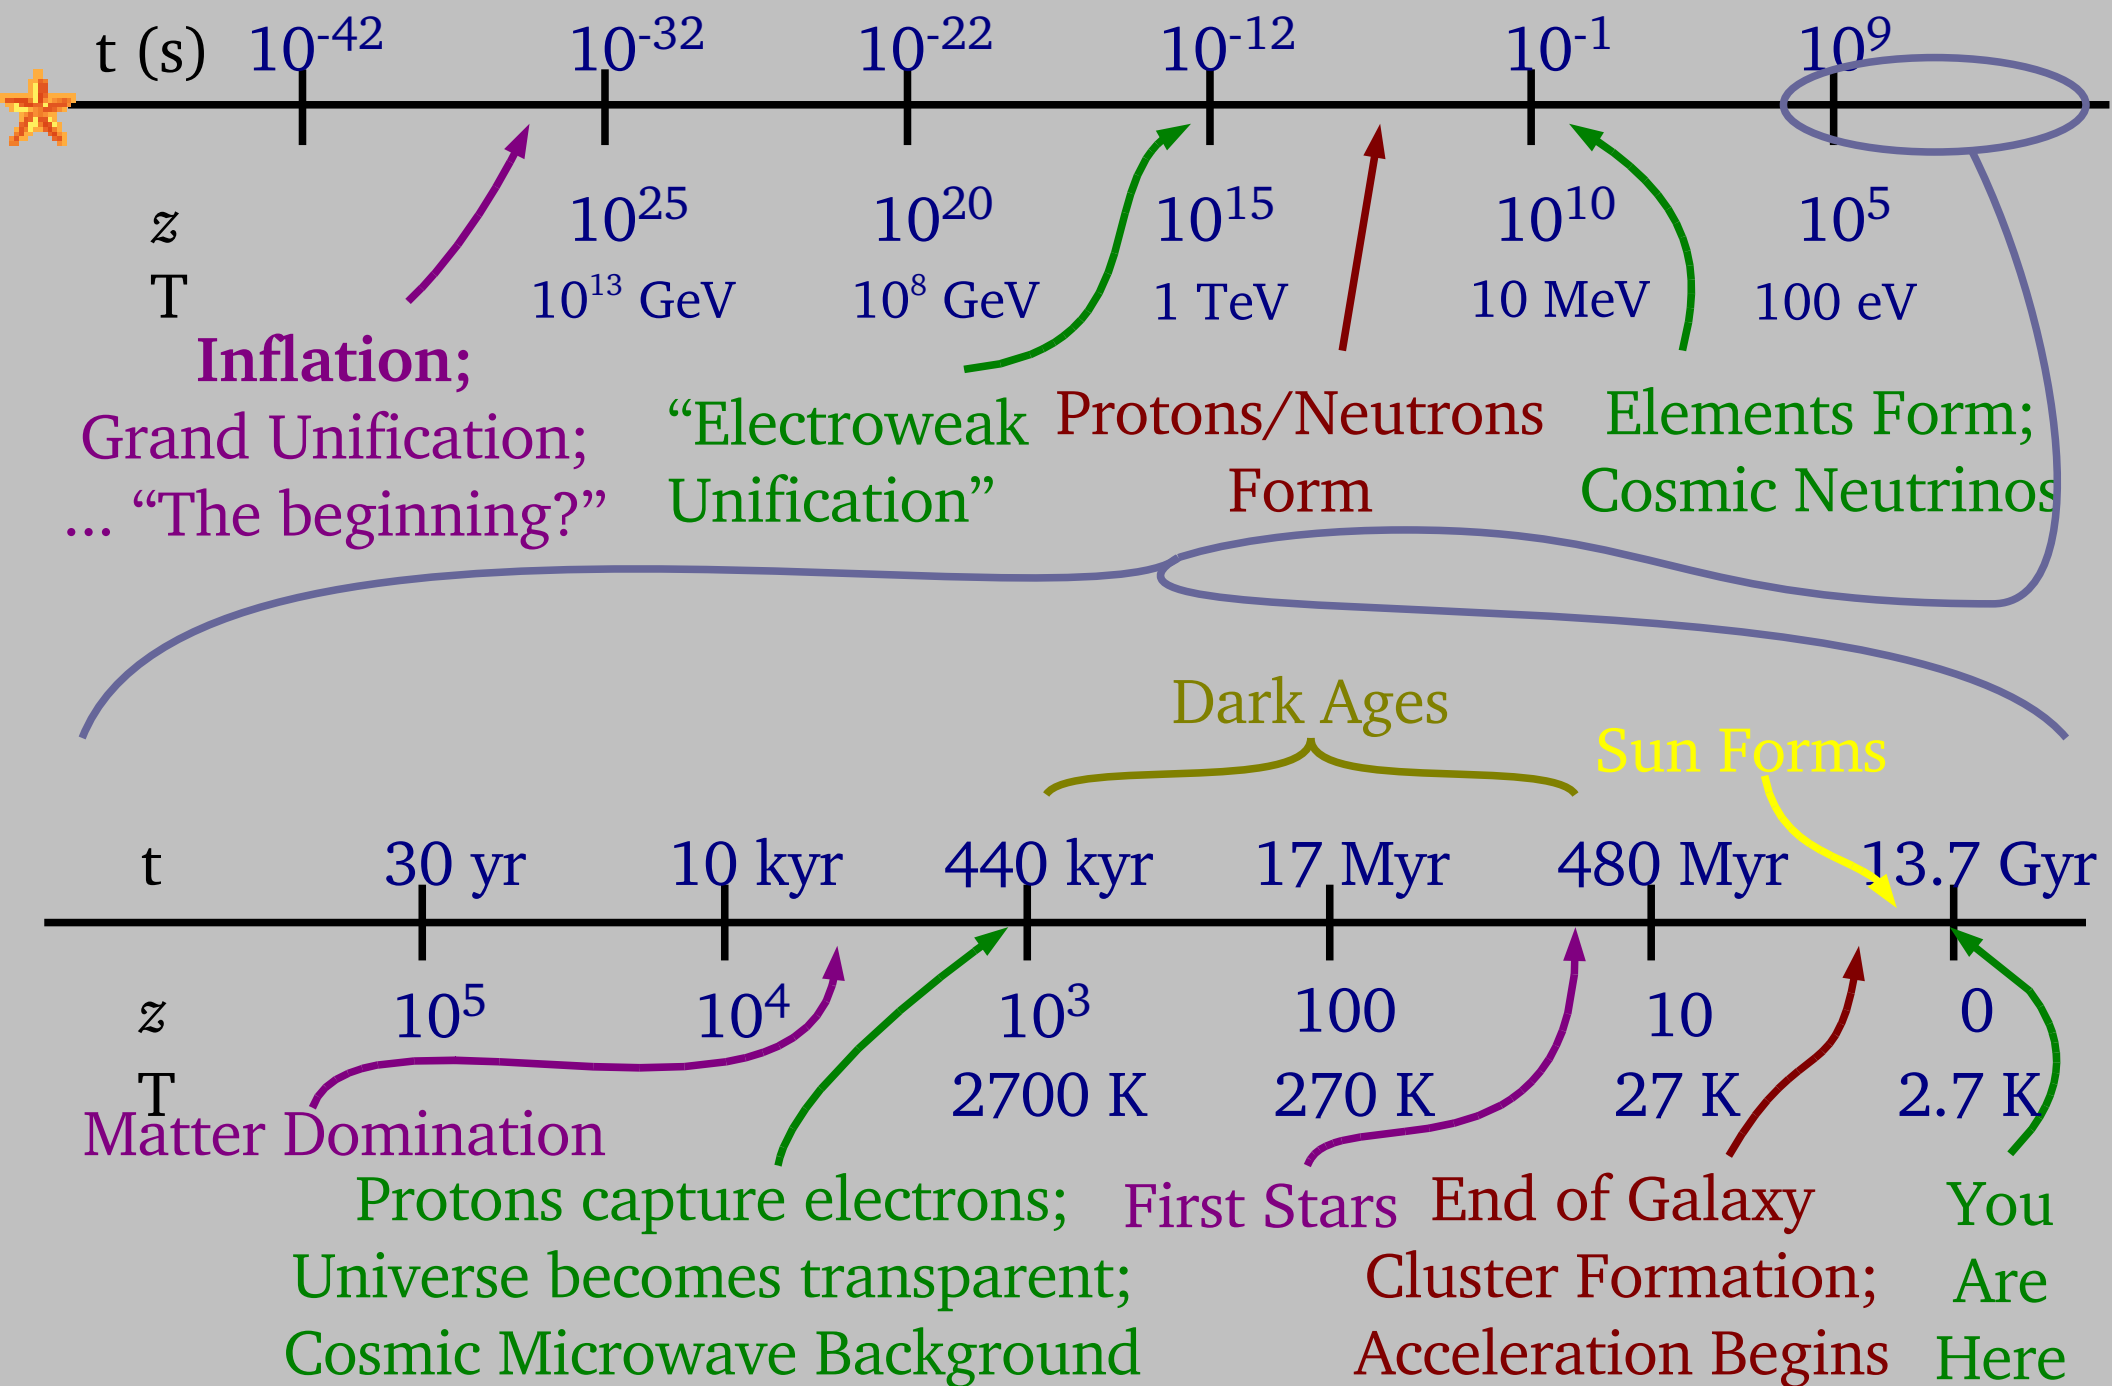 t (s) 10⁻⁴² 10⁻³² 10⁻²² 10⁻¹² 10⁻¹ 10⁹
z 10²⁵ 10²⁰ 10¹⁵ 10¹⁰ 10⁵
T 10¹³ GeV 10⁸ GeV 1 TeV 10 MeV 100 eV
Inflation;
Grand Unification;
... “The beginning?”
“Electroweak
Unification”
Protons/Neutrons
Form
Elements Form;
Cosmic Neutrinos
Dark Ages
Sun Forms
t 30 yr 10 kyr 440 kyr 17 Myr 480 Myr 13.7 Gyr
z 10⁵ 10⁴ 10³ 100 10 0
T 2700 K 270 K 27 K 2.7 K
Matter Domination
Protons capture electrons;
Universe becomes transparent;
Cosmic Microwave Background
First Stars
End of Galaxy
Cluster Formation;
Acceleration Begins
You
Are
Here